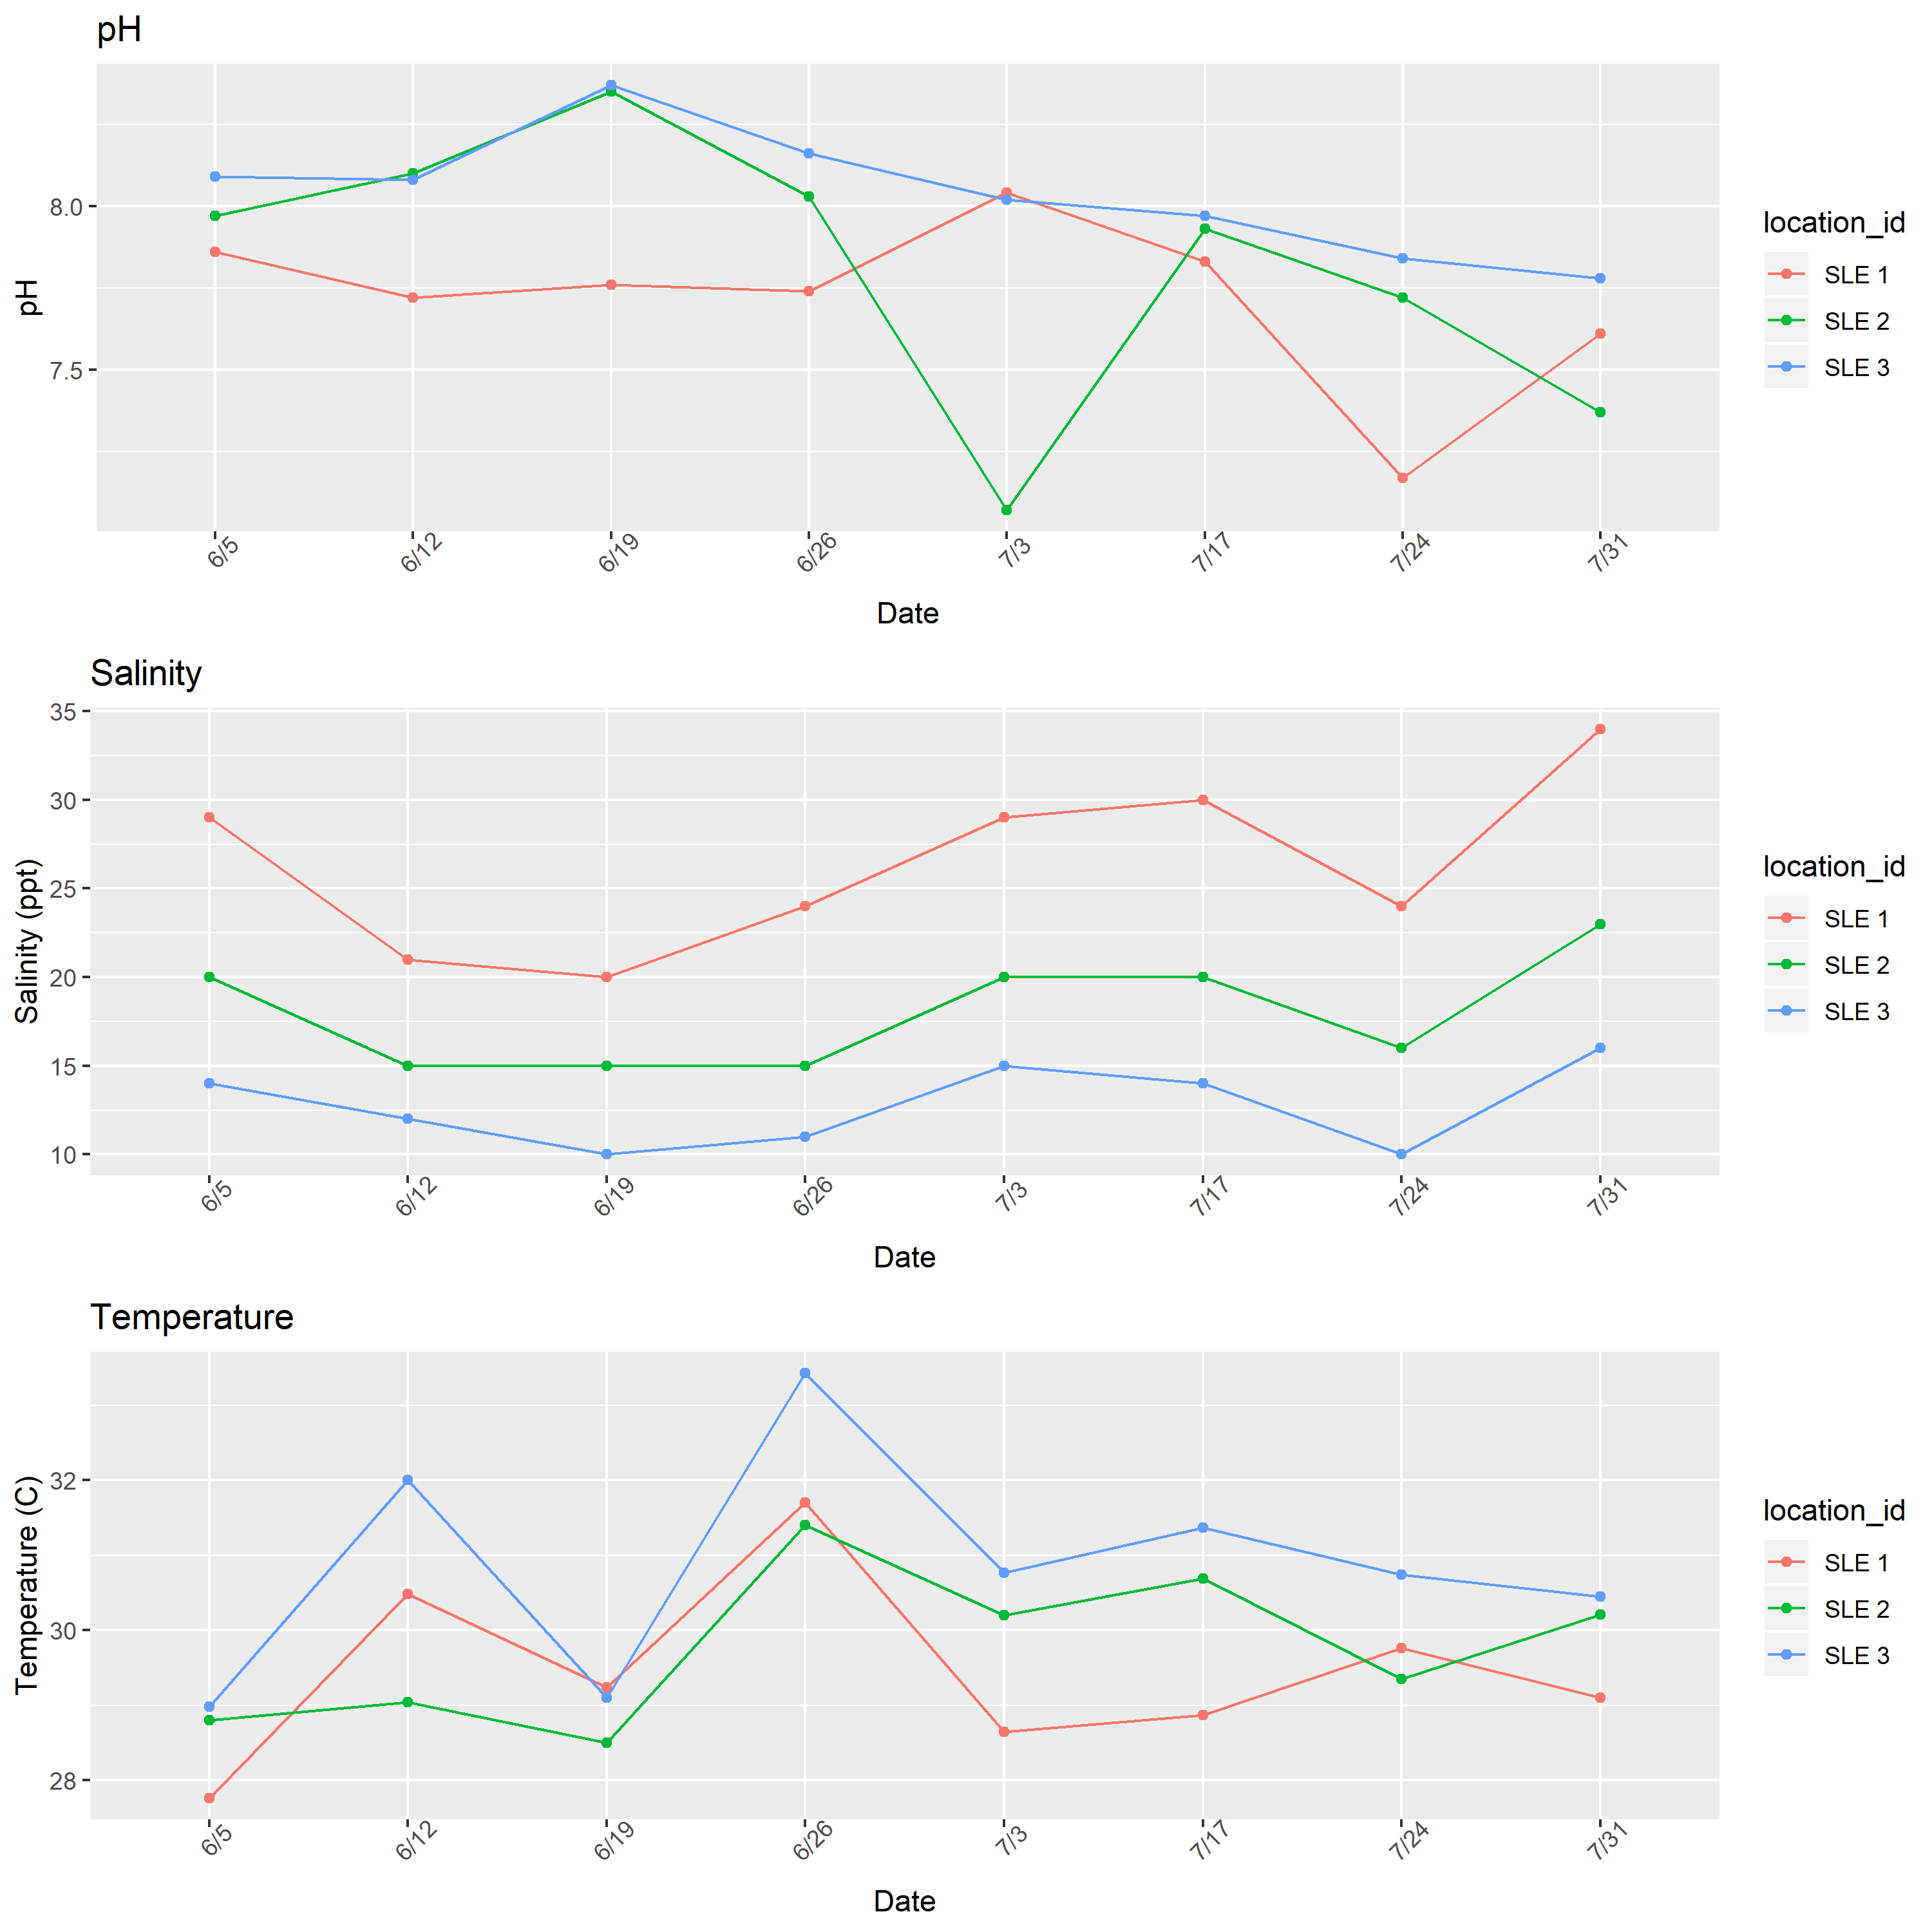 pH
pH
8.0
7.5
6/5 6/12 6/19 6/26 7/3 7/17 7/24 7/31
Date
location_id
SLE 1
SLE 2
SLE 3
Salinity
Salinity (ppt)
35
30
25
20
15
10
6/5 6/12 6/19 6/26 7/3 7/17 7/24 7/31
Date
location_id
SLE 1
SLE 2
SLE 3
Temperature
Temperature (C)
32
30
28
6/5 6/12 6/19 6/26 7/3 7/17 7/24 7/31
Date
location_id
SLE 1
SLE 2
SLE 3